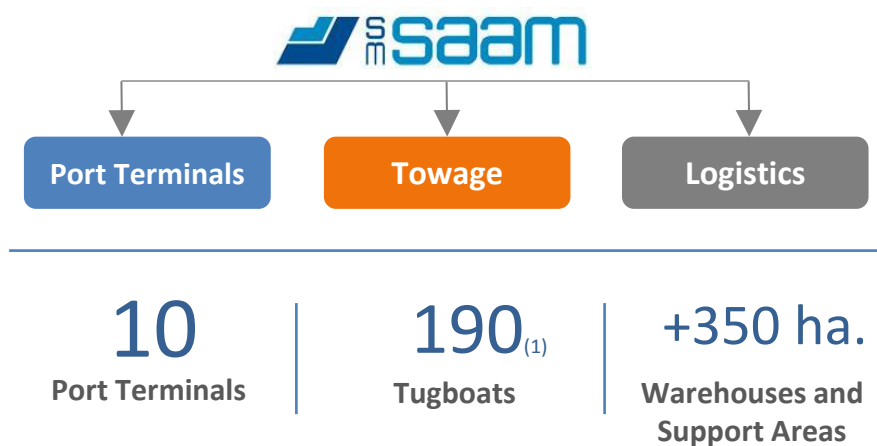 SM saam
Port Terminals
Towage
Logistics
10
Port Terminals
190(1)
Tugboats
+350 ha.
Warehouses and
Support Areas